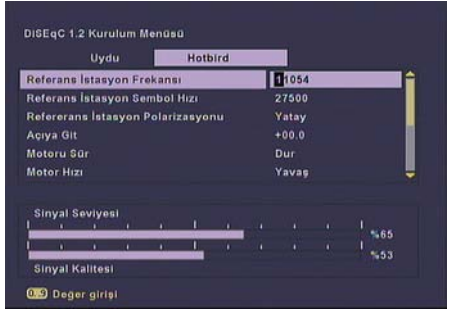 DiSEqC 1.2 Kurulum Menüsü
Uydu Hotbird
Referans İstasyon Frekansı 11054
Referans İstasyon Sembol Hızı 27500
Refererans İstasyon Polarizasyonu Yatay
Açıya Git +00.0
Motoru Sür Dur
Motor Hızı Yavaş
Sinyal Seviyesi
%65
%53
Sinyal Kalitesi
0..9 Değer girişi